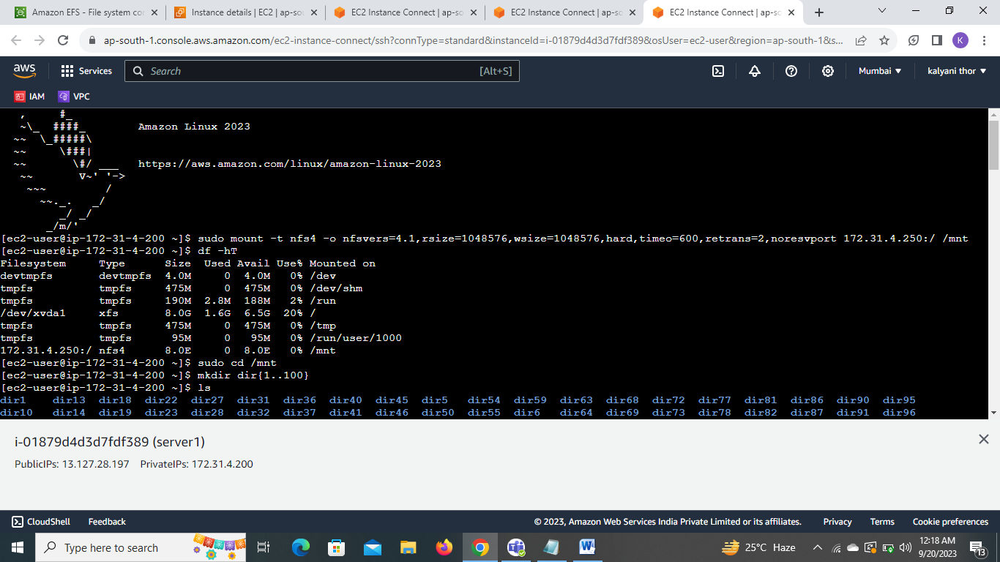 Amazon EFS - File system co
Instance details | EC2 | ap-so
EC2 Instance Connect | ap-so
EC2 Instance Connect | ap-so
EC2 Instance Connect | ap-so
ap-south-1.console.aws.amazon.com/ec2-instance-connect/ssh?connType=standard&instanceId=i-01879d4d3d7fdf389&osUser=ec2-user&region=ap-south-1&s...
K
aws
Services
Search
[Alt+S]
Mumbai
kalyani thor
IAM
VPC
   ,     #_
   ~\_  ####_        Amazon Linux 2023
  ~~  \_#####\
  ~~     \###|
  ~~       \#/ ___   https://aws.amazon.com/linux/amazon-linux-2023
   ~~       V~' '->
    ~~~         /
      ~~._.   _/
         _/ _/
       _/m/'
[ec2-user@ip-172-31-4-200 ~]$ sudo mount -t nfs4 -o nfsvers=4.1,rsize=1048576,wsize=1048576,hard,timeo=600,retrans=2,noresvport 172.31.4.250:/ /mnt
[ec2-user@ip-172-31-4-200 ~]$ df -hT
Filesystem     Type      Size  Used Avail Use% Mounted on
devtmpfs       devtmpfs  4.0M     0  4.0M   0% /dev
tmpfs          tmpfs     475M     0  475M   0% /dev/shm
tmpfs          tmpfs     190M  2.8M  188M   2% /run
/dev/xvda1     xfs       8.0G  1.6G  6.5G  20% /
tmpfs          tmpfs     475M     0  475M   0% /tmp
tmpfs          tmpfs      95M     0   95M   0% /run/user/1000
172.31.4.250:/ nfs4      8.0E     0  8.0E   0% /mnt
[ec2-user@ip-172-31-4-200 ~]$ sudo cd /mnt
[ec2-user@ip-172-31-4-200 ~]$ mkdir dir{1..100}
[ec2-user@ip-172-31-4-200 ~]$ ls
dir1    dir13  dir18  dir22  dir27  dir31  dir36  dir40  dir45  dir5   dir54  dir59  dir63  dir68  dir72  dir77  dir81  dir86  dir90  dir95
dir10   dir14  dir19  dir23  dir28  dir32  dir37  dir41  dir46  dir50  dir55  dir6   dir64  dir69  dir73  dir78  dir82  dir87  dir91  dir96
i-01879d4d3d7fdf389 (server1)
PublicIPs: 13.127.28.197    PrivateIPs: 172.31.4.200
CloudShell
Feedback
© 2023, Amazon Web Services India Private Limited or its affiliates.
Privacy
Terms
Cookie preferences
Type here to search
25°C  Haze
12:18 AM
9/20/2023
13